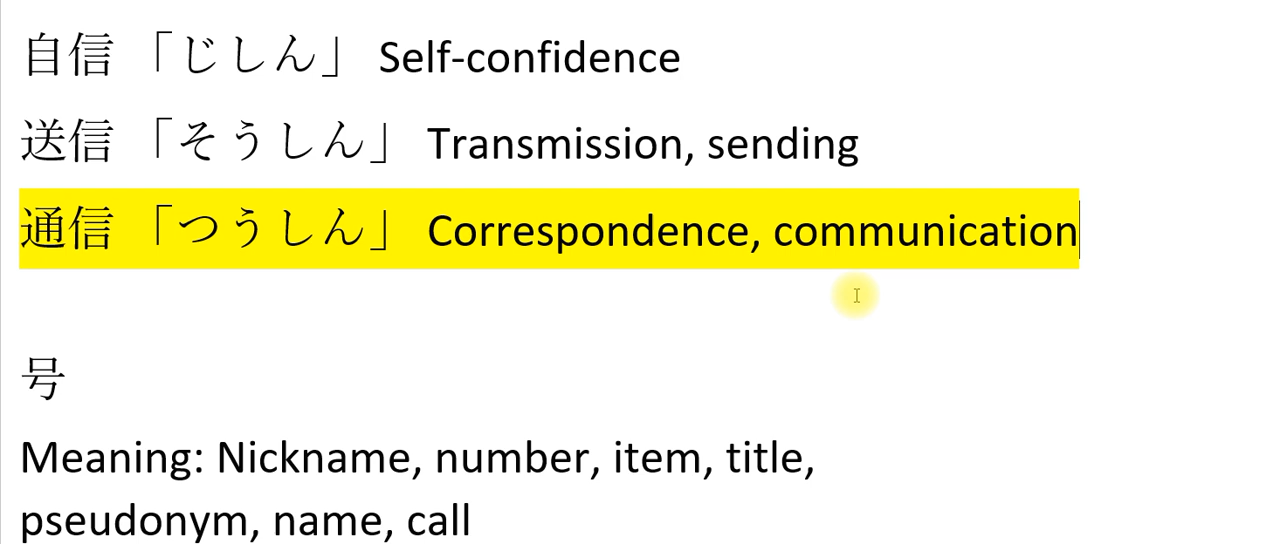 自信 「じしん」 Self-confidence
送信 「そうしん」 Transmission, sending
通信 「つうしん」 Correspondence, communication
号
Meaning: Nickname, number, item, title,
pseudonym, name, call